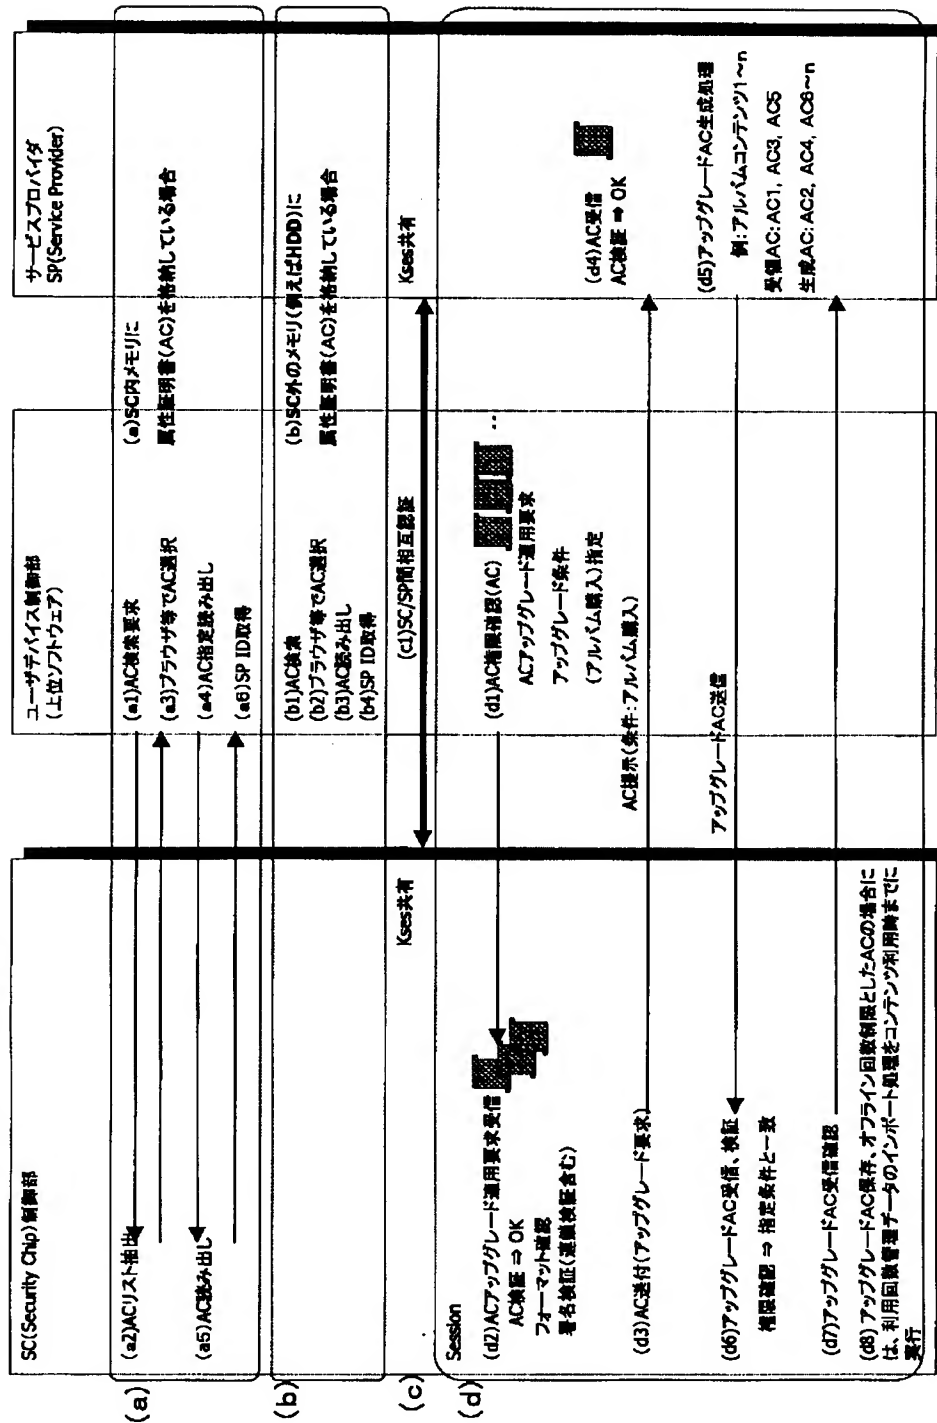 SC(Security Chip)制御部
ユーザデバイス制御部
(上位ソフトウェア)
サービスプロバイダ
SP(Service Provider)
(a)
(a1)AC検索要求
(a2)ACリスト抽出
(a3)ブラウザ等でAC選択
(a4)AC指定読み出し
(a5)AC読み出し
(a6)SP ID取得
(a)SC内メモリに
属性証明書(AC)を格納している場合
(b)
(b1)AC検索
(b2)ブラウザ等でAC選択
(b3)AC読み出し
(b4)SP ID取得
(b)SC外のメモリ(例えばHDD)に
属性証明書(AC)を格納している場合
(c)
(c1)SC/SP間相互認証
Kses共有
Kses共有
(d)
Session
(d1)AC権限確認(AC)
ACアップグレード適用要求
アップグレード条件
(アルバム購入)指定
‥
(d2)ACアップグレード適用要求受信
AC検証 ⇒ OK
フォーマット確認
署名検証(連鎖検証含む)
(d3)AC送付(アップグレード要求)
AC提示(条件:アルバム購入)
(d4)AC受信
AC検証 ⇒ OK
(d5)アップグレードAC生成処理
例:アルバムコンテンツ1~n
受領AC:AC1, AC3, AC5
生成AC:AC2, AC4, AC6~n
アップグレードAC送信
(d6)アップグレードAC受信、検証
権限確認 ⇒ 指定条件と一致
(d7)アップグレードAC受信確認
(d8) アップグレードAC保存、オフライン回数制限としたACの場合に
は、利用回数管理データのインポート処理をコンテンツ利用時までに
実行